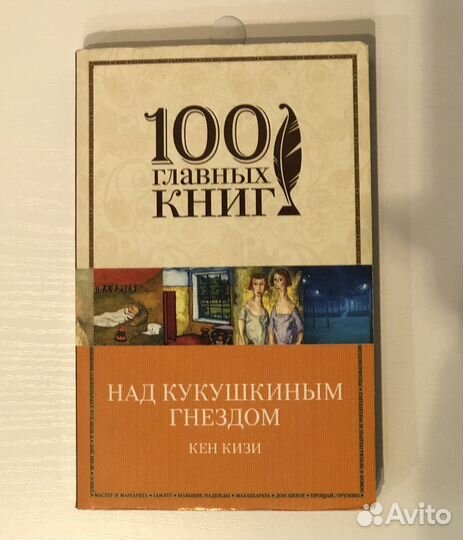 100
ГЛАВНЫХ
КНИГ
НАД КУКУШКИНЫМ
ГНЕЗДОМ
КЕН КИЗИ
МАСТЕР И МАРГАРИТА • ГАМЛЕТ • БОЛЬШИЕ НАДЕЖДЫ • МАХАБХАРАТА • ДОН КИХОТ • ПРОЩАЙ, ОРУЖИЕ!
Avito